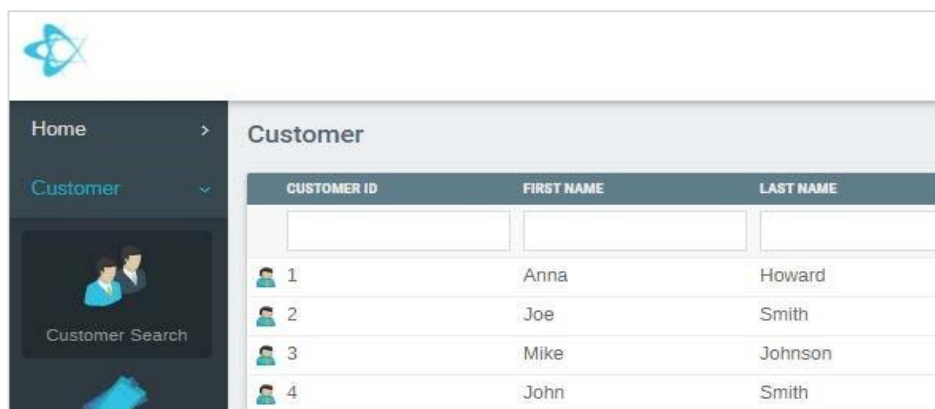 Home
Customer
Customer Search
Customer
CUSTOMER ID FIRST NAME LAST NAME
1 Anna Howard
2 Joe Smith
3 Mike Johnson
4 John Smith